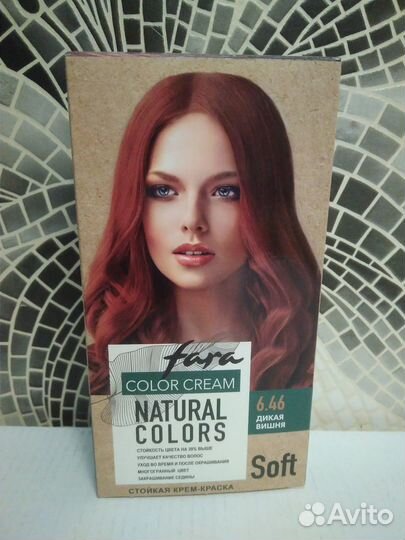 fara
COLOR CREAM
NATURAL
COLORS
СТОЙКОСТЬ ЦВЕТА НА 39% ВЫШЕ
УЛУЧШАЕТ КАЧЕСТВО ВОЛОС
УХОД ВО ВРЕМЯ И ПОСЛЕ ОКРАШИВАНИЯ
МНОГОГРАННЫЙ ЦВЕТ
ЗАКРАШИВАНИЕ СЕДИНЫ
6.46
ДИКАЯ
ВИШНЯ
Soft
СТОЙКАЯ КРЕМ-КРАСКА
Avito